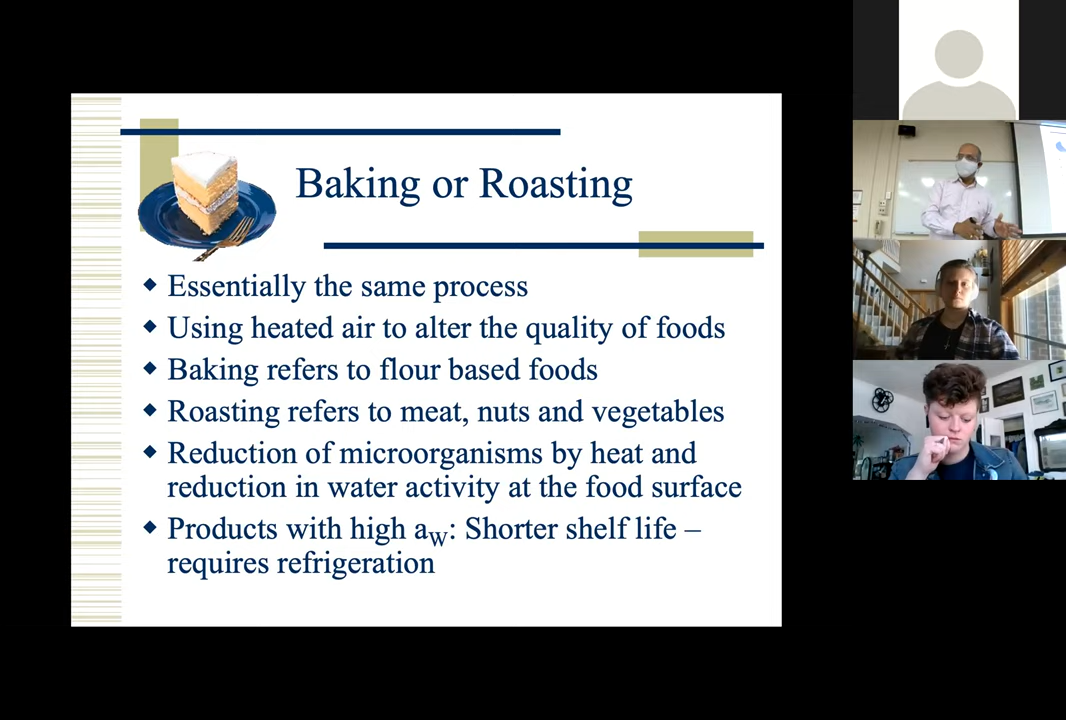 Baking or Roasting
◆ Essentially the same process
◆ Using heated air to alter the quality of foods
◆ Baking refers to flour based foods
◆ Roasting refers to meat, nuts and vegetables
◆ Reduction of microorganisms by heat and
reduction in water activity at the food surface
◆ Products with high aw: Shorter shelf life –
requires refrigeration